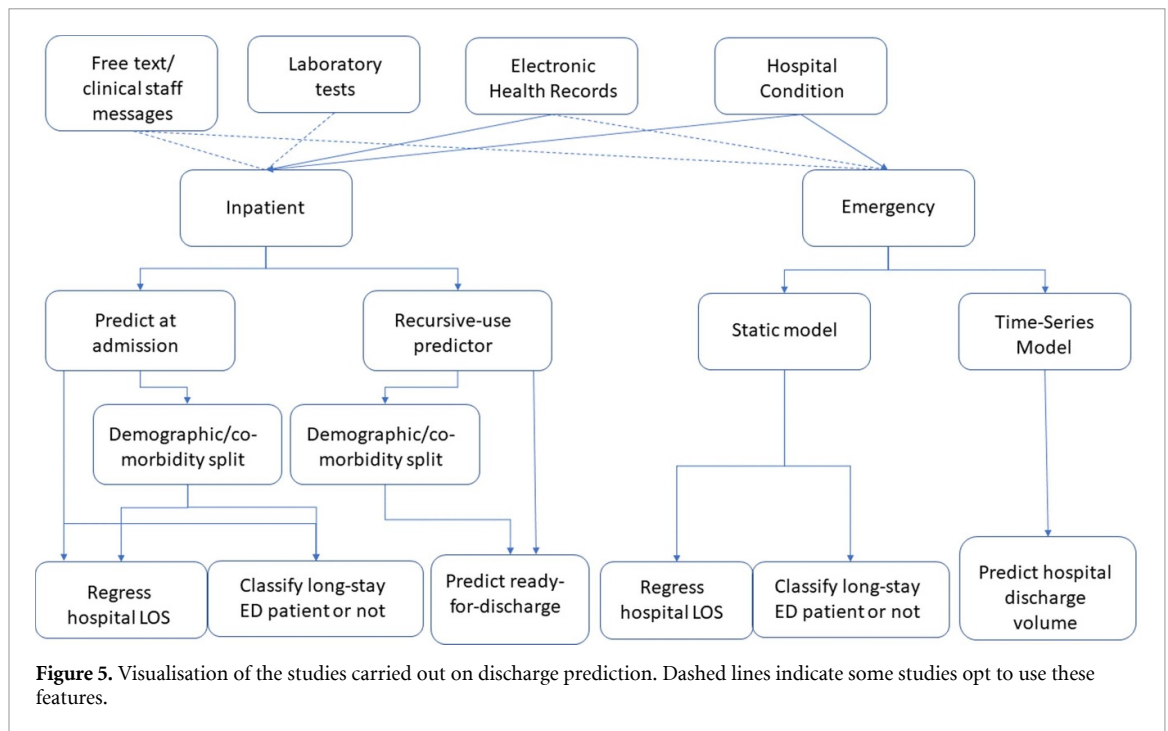 Free text/
clinical staff
messages
Laboratory
tests
Electronic
Health Records
Hospital
Condition
Inpatient
Emergency
Predict at
admission
Recursive-use
predictor
Static model
Time-Series
Model
Demographic/co-
morbidity split
Demographic/co-
morbidity split
Regress
hospital LOS
Classify long-stay
ED patient or not
Predict ready-
for-discharge
Regress
hospital LOS
Classify long-stay
ED patient or not
Predict hospital
discharge
volume
Figure 5. Visualisation of the studies carried out on discharge prediction. Dashed lines indicate some studies opt to use these
features.